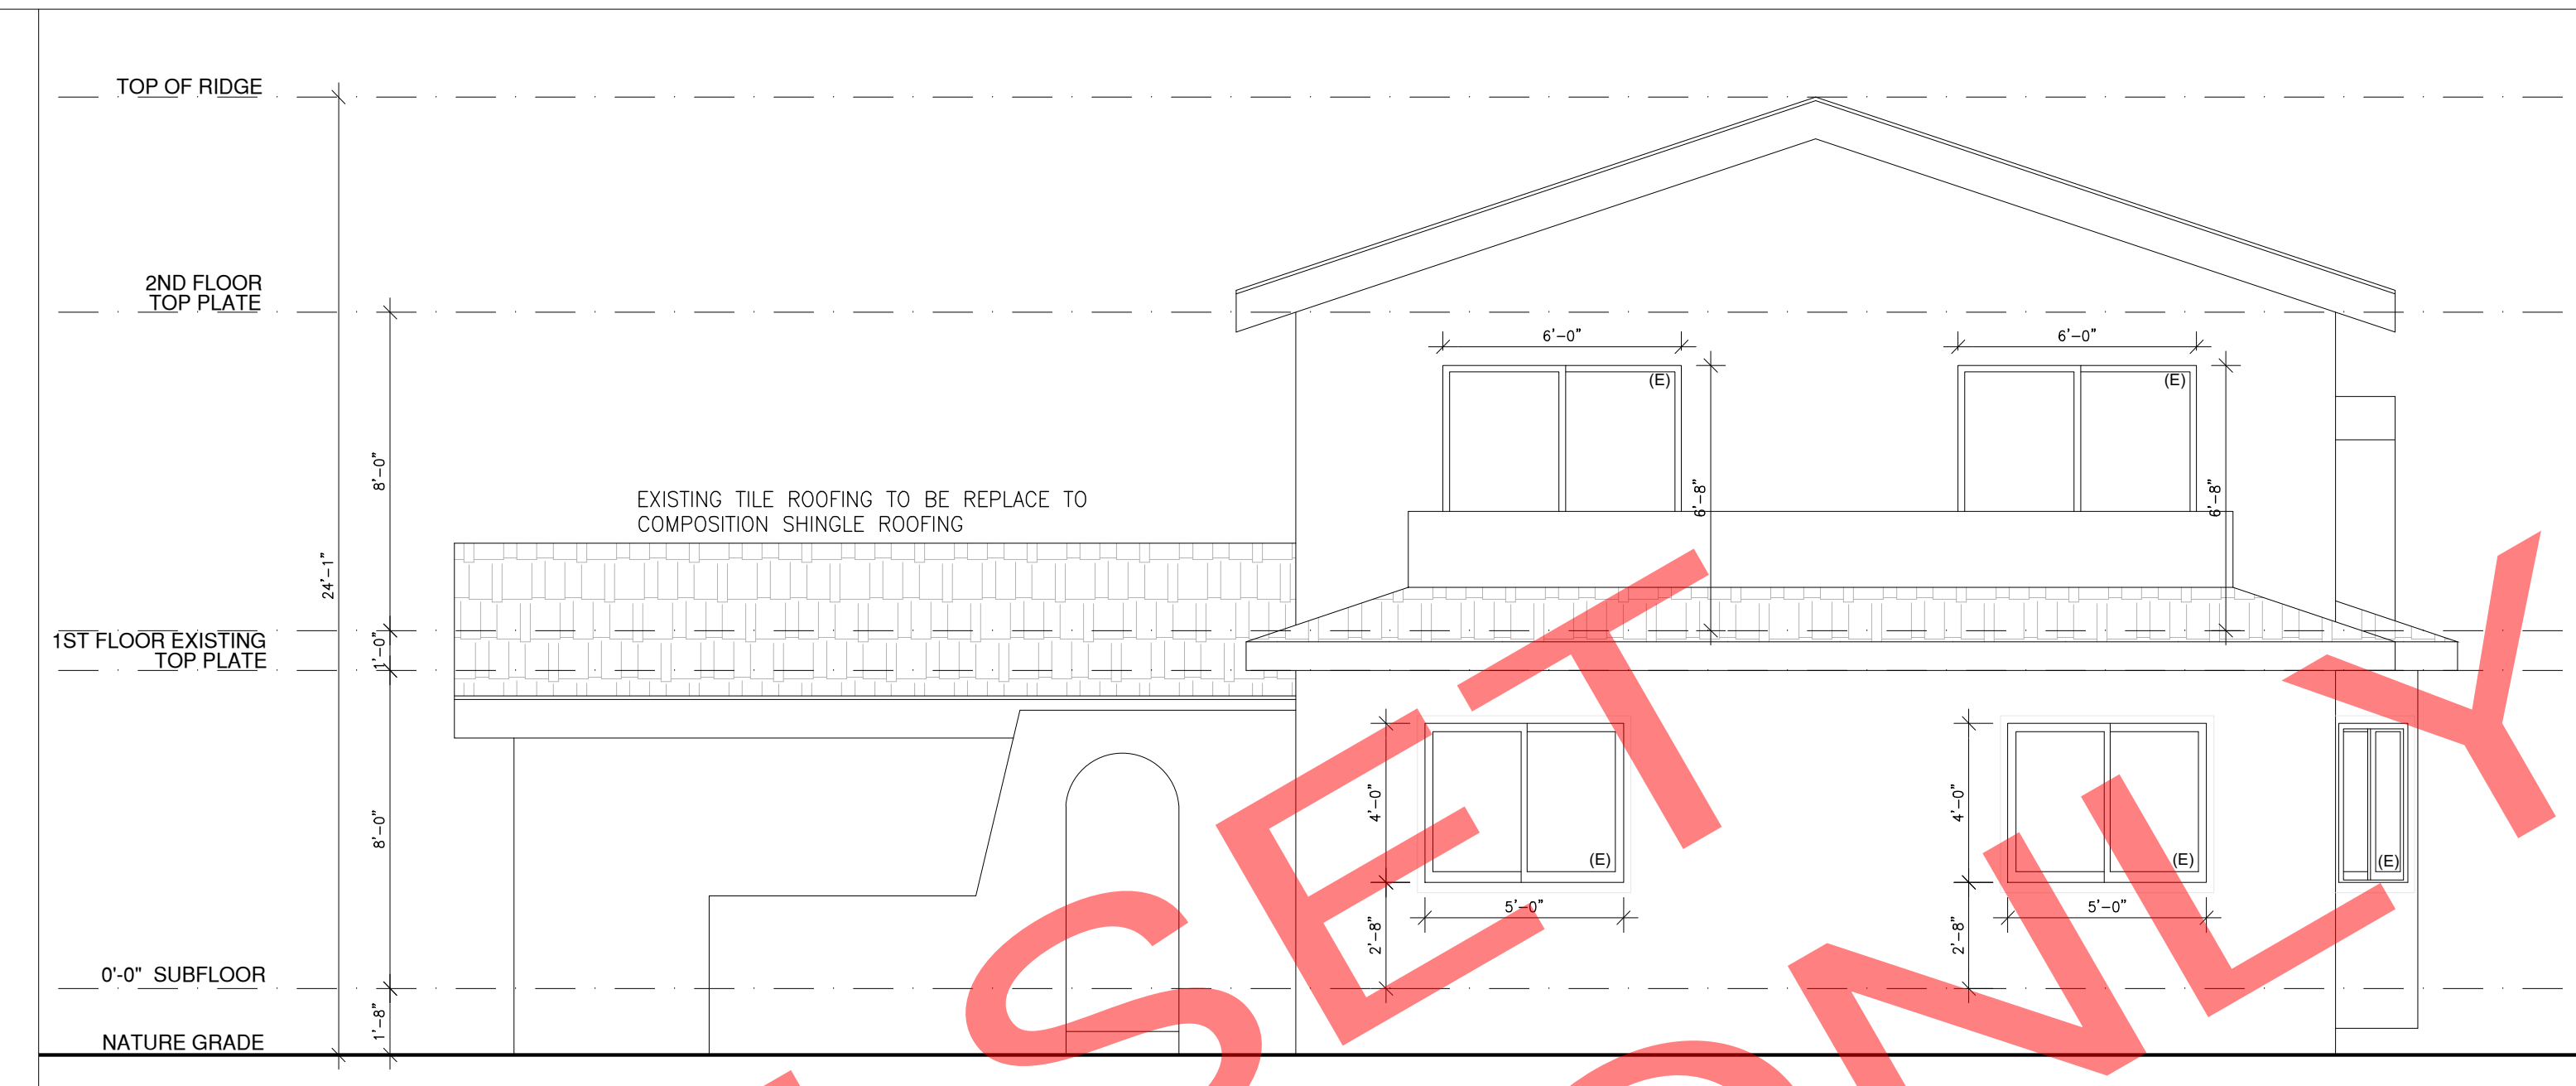 TOP OF RIDGE
2ND FLOOR
TOP PLATE
6'-0"
6'-0"
(E)
(E)
8'-0"
6'-8"
6'-8"
EXISTING TILE ROOFING TO BE REPLACE TO
COMPOSITION SHINGLE ROOFING
24'-1"
1ST FLOOR EXISTING
TOP PLATE
1'-0"
8'-0"
4'-0"
4'-0"
(E)
(E)
(E)
5'-0"
5'-0"
2'-8"
2'-8"
0'-0" SUBFLOOR
1'-8"
NATURE GRADE
SET
ONLY